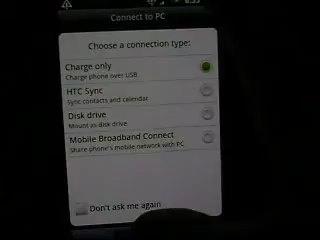 Connect to PC
Choose a connection type:
Charge only
Charge phone over USB
HTC Sync
Sync contacts and calendar
Disk drive
Mount as disk drive
Mobile Broadband Connect
Share phone's mobile network with PC
Don't ask me again